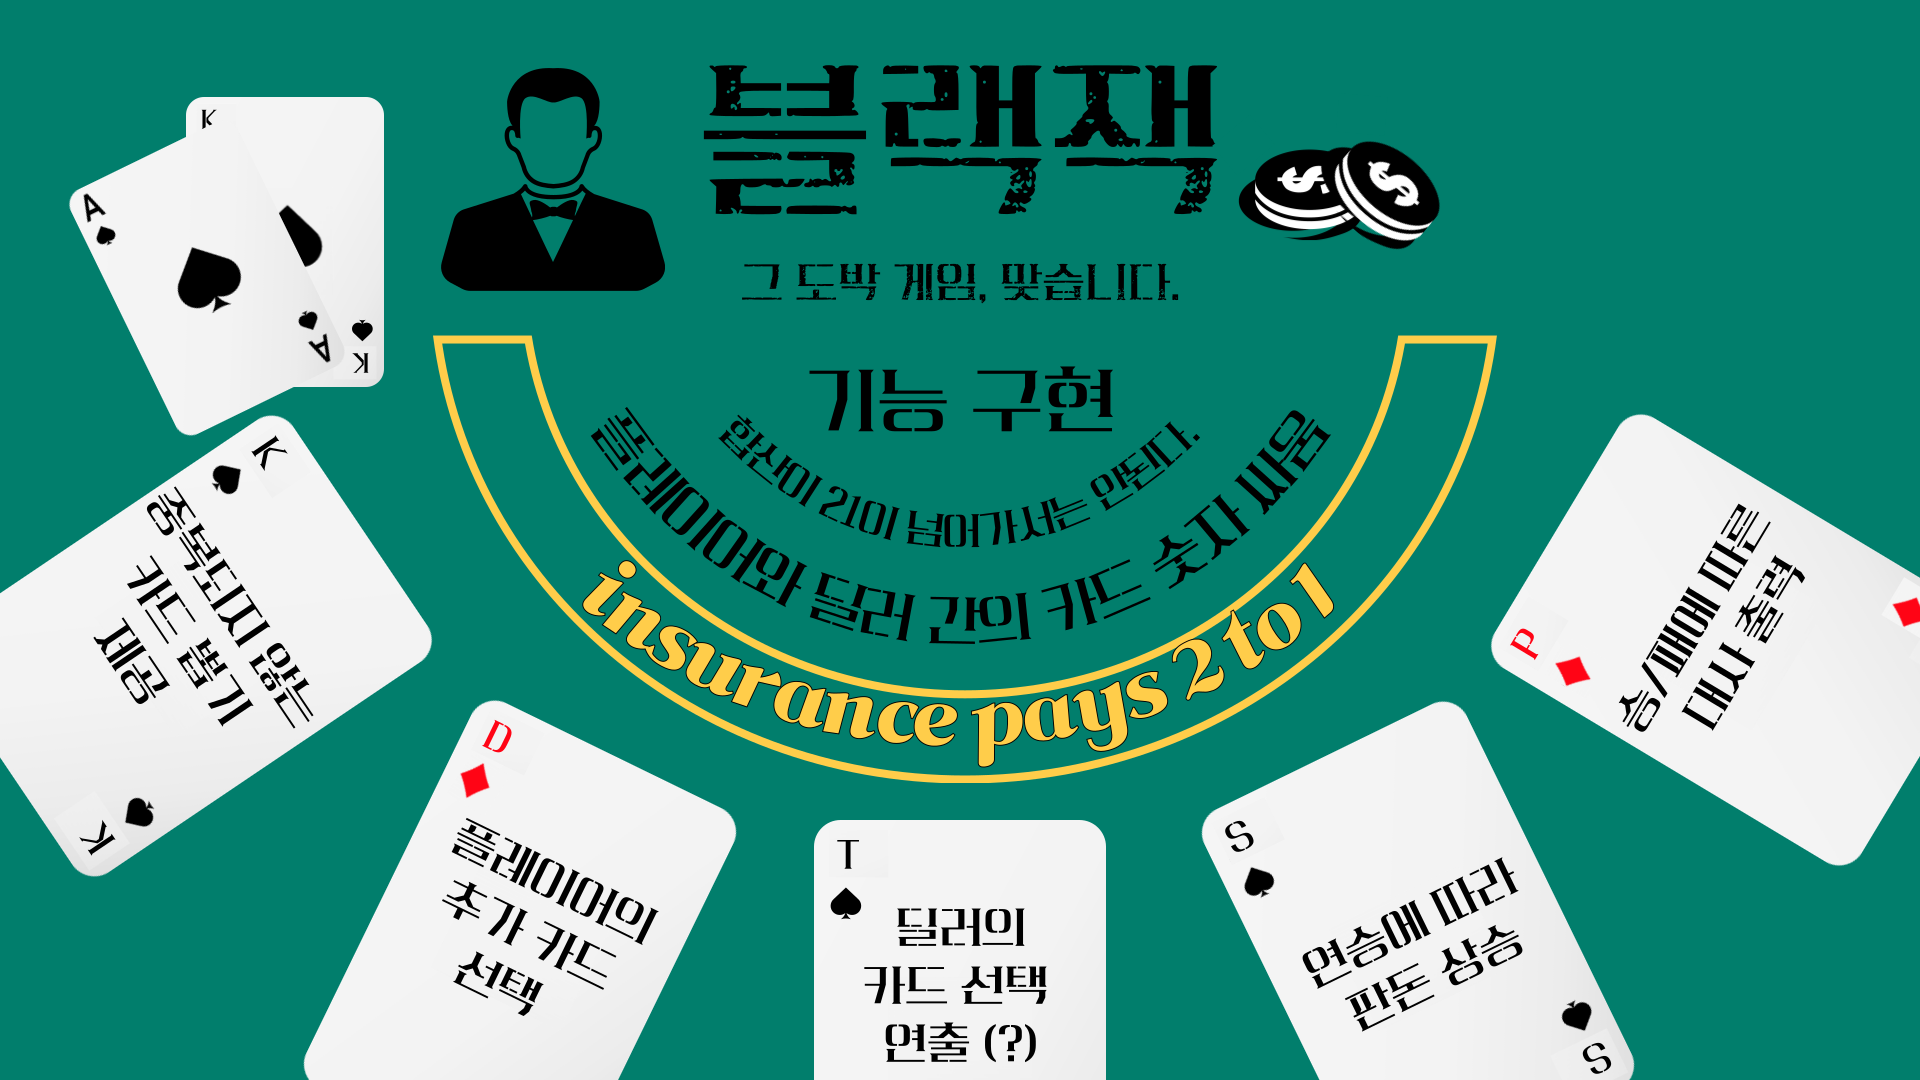 블랙잭
그 도박 게임, 맞습니다.
K
A
A
K
$
$
기능 구현
합산이 21이 넘어가서는 안된다.
플레이어와 딜러 간의 카드 숫자 싸움
insurance pays 2 to 1
K
중복되지 않는
카드 뽑기
제공
K
D
플레이어의
추가 카드
선택
T
딜러의
카드 선택
연출 (?)
S
연승에 따라
판돈 상승
S
P
승/패에 따른
대사 출력